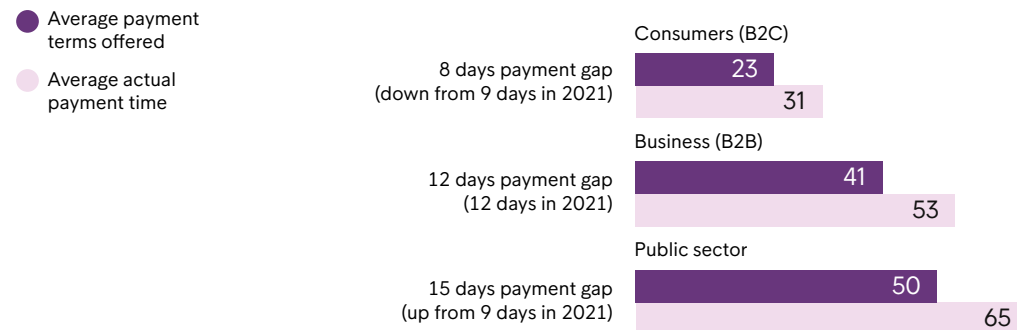 Average payment
terms offered
Average actual
payment time
Consumers (B2C)
8 days payment gap
(down from 9 days in 2021)
23
31
Business (B2B)
12 days payment gap
(12 days in 2021)
41
53
Public sector
15 days payment gap
(up from 9 days in 2021)
50
65